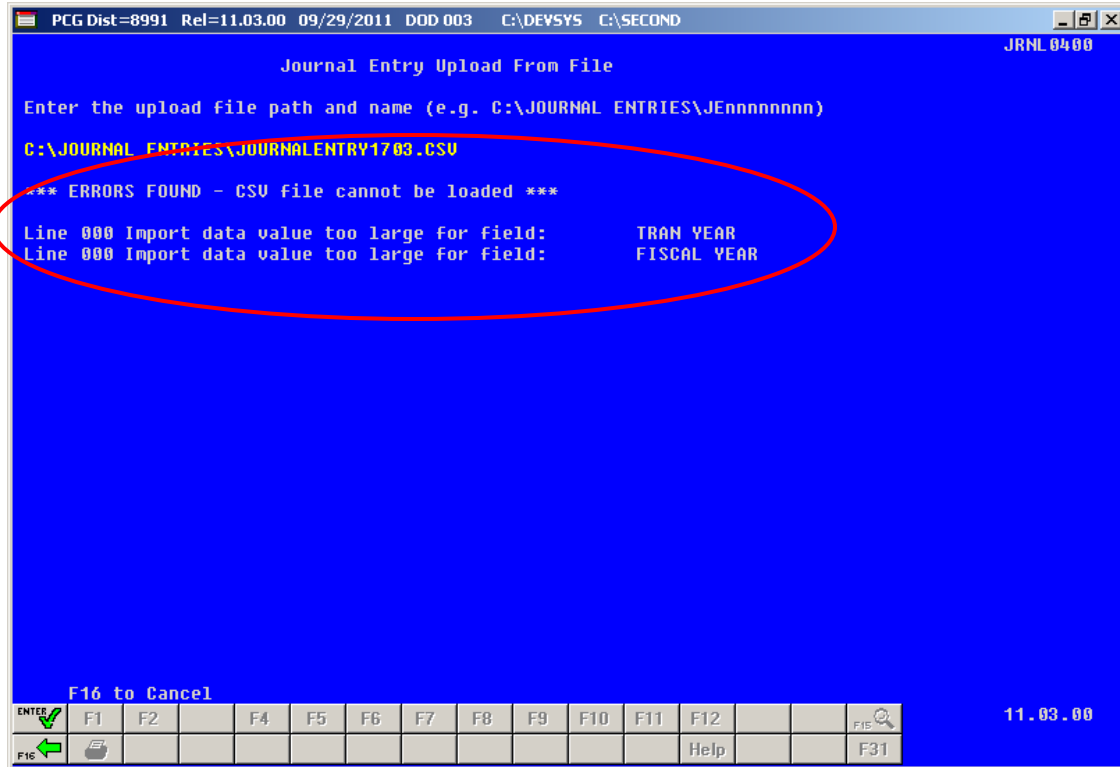 PCG Dist=8991 Rel=11.03.00 09/29/2011 DOD 003 C:\DEVSYS C:\SECOND
JRNL0400
Journal Entry Upload From File
Enter the upload file path and name (e.g. C:\JOURNAL ENTRIES\JEnnnnnnnn)
C:\JOURNAL ENTRIES\JOURNALENTRY1703.CSV
*** ERRORS FOUND - CSV file cannot be loaded ***
Line 000 Import data value too large for field: TRAN YEAR
Line 000 Import data value too large for field: FISCAL YEAR
F16 to Cancel
ENTER F1 F2 F4 F5 F6 F7 F8 F9 F10 F11 F12 F15 11.03.00
F16 Help F31